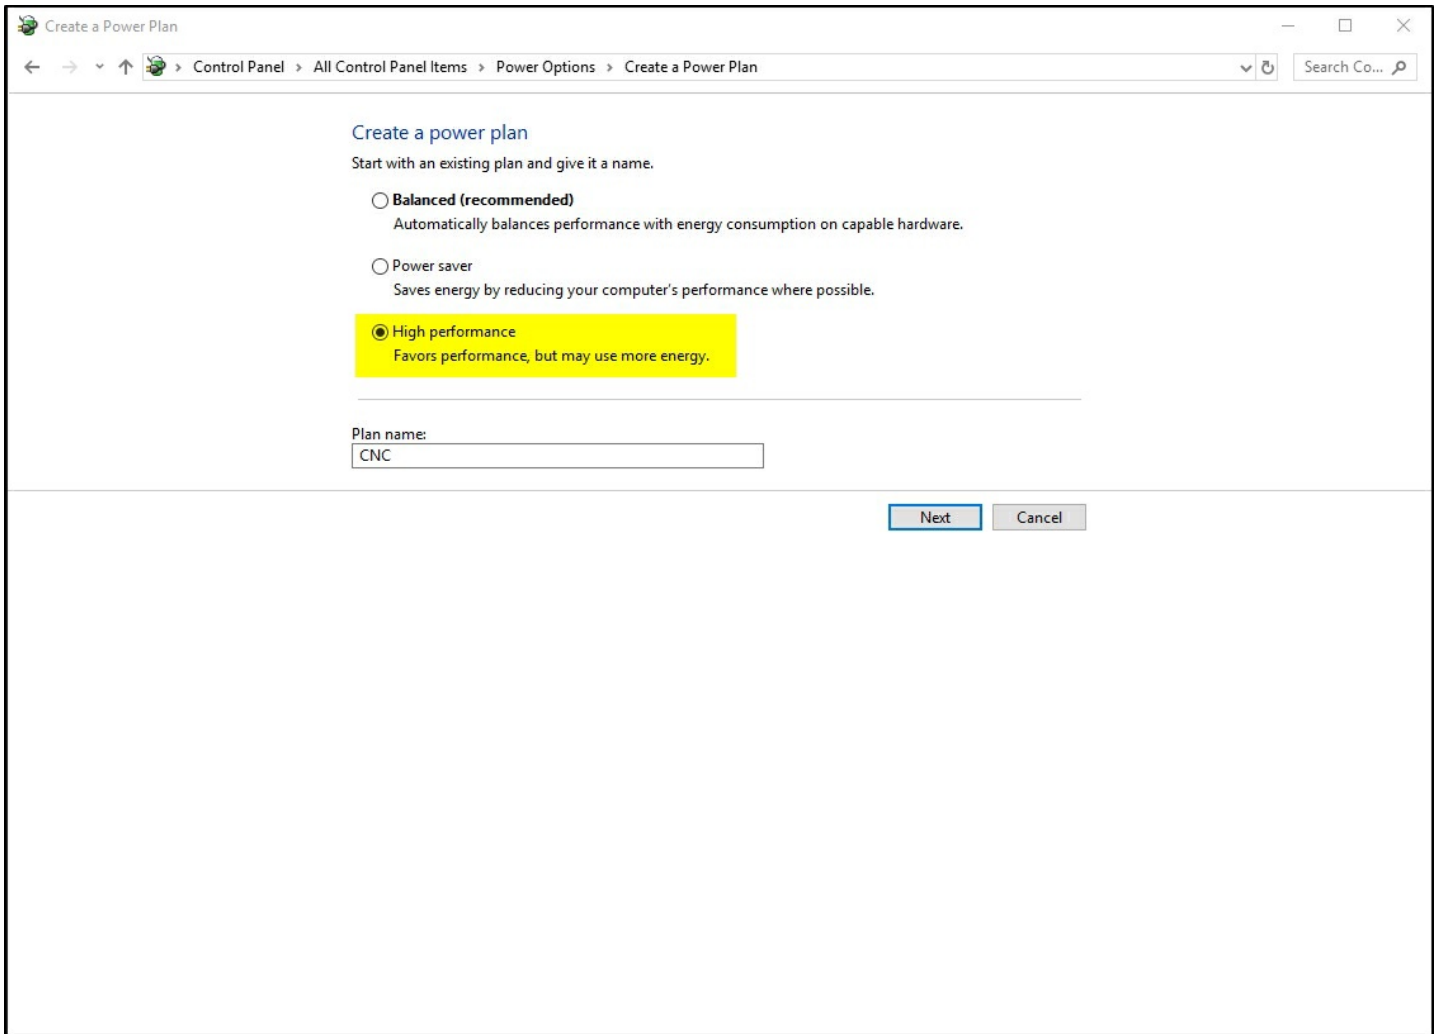 Create a Power Plan
Control Panel > All Control Panel Items > Power Options > Create a Power Plan
Search Co...
Create a power plan
Start with an existing plan and give it a name.
Balanced (recommended)
Automatically balances performance with energy consumption on capable hardware.
Power saver
Saves energy by reducing your computer's performance where possible.
High performance
Favors performance, but may use more energy.
Plan name:
CNC
Next
Cancel